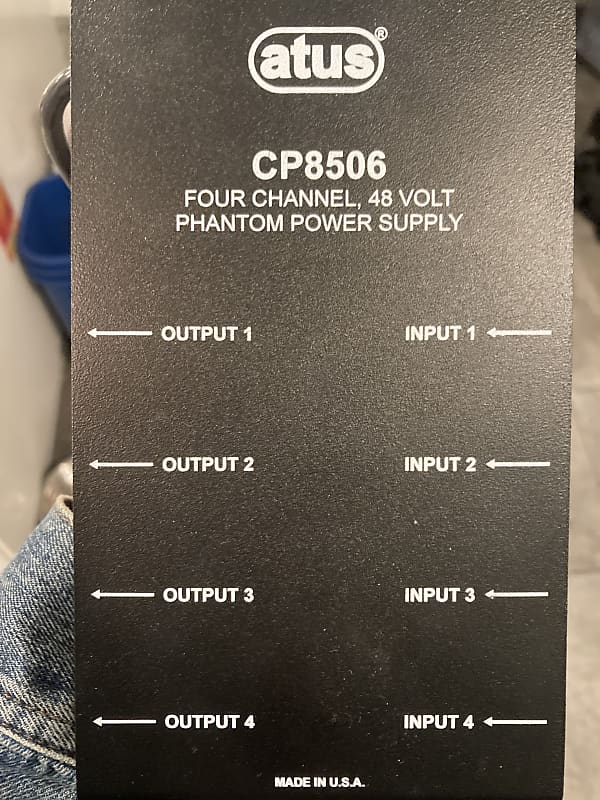 atus®
CP8506
FOUR CHANNEL, 48 VOLT
PHANTOM POWER SUPPLY
OUTPUT 1 INPUT 1
OUTPUT 2 INPUT 2
OUTPUT 3 INPUT 3
OUTPUT 4 INPUT 4
MADE IN U.S.A.